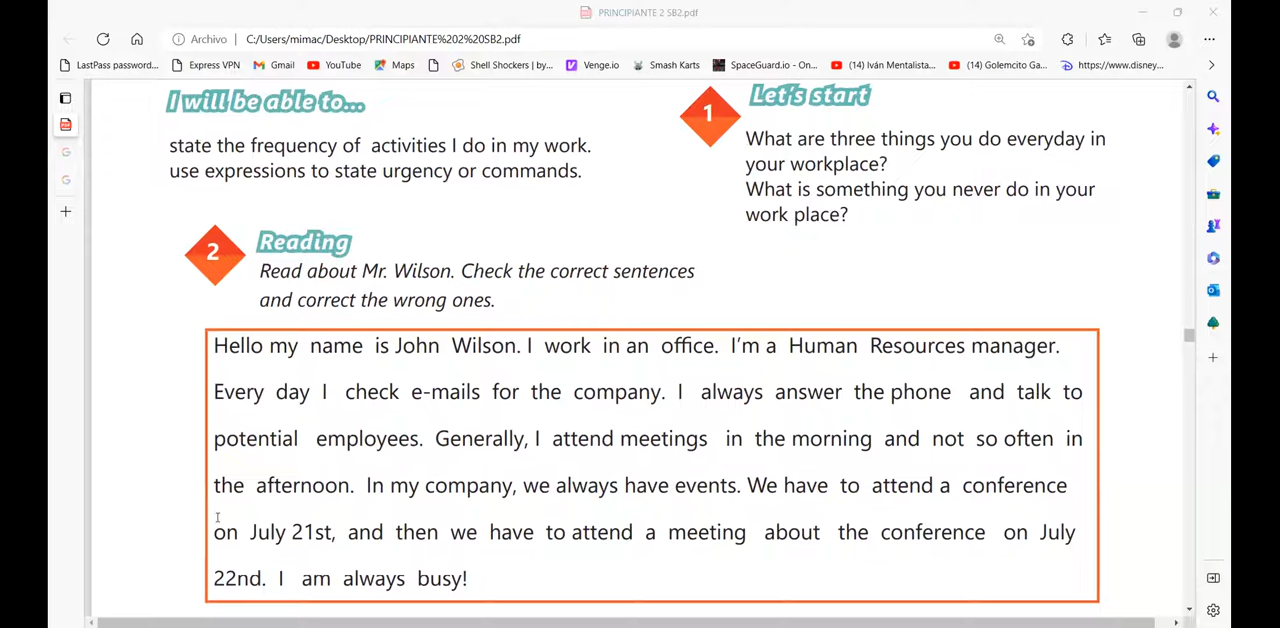 PRINCIPIANTE 2 SB2.pdf
Archivo C:/Users/mimac/Desktop/PRINCIPIANTE%202%20SB2.pdf
LastPass password... Express VPN Gmail YouTube Maps Shell Shockers | by... Venge.io Smash Karts SpaceGuard.io - On... (14) Iván Mentalista... (14) Golemcito Ga... https://www.disney...
I will be able to...
state the frequency of activities I do in my work.
use expressions to state urgency or commands.
1 Let's start
What are three things you do everyday in
your workplace?
What is something you never do in your
work place?
2 Reading
Read about Mr. Wilson. Check the correct sentences
and correct the wrong ones.
Hello my name is John Wilson. I work in an office. I'm a Human Resources manager.
Every day I check e-mails for the company. I always answer the phone and talk to
potential employees. Generally, I attend meetings in the morning and not so often in
the afternoon. In my company, we always have events. We have to attend a conference
on July 21st, and then we have to attend a meeting about the conference on July
22nd. I am always busy!